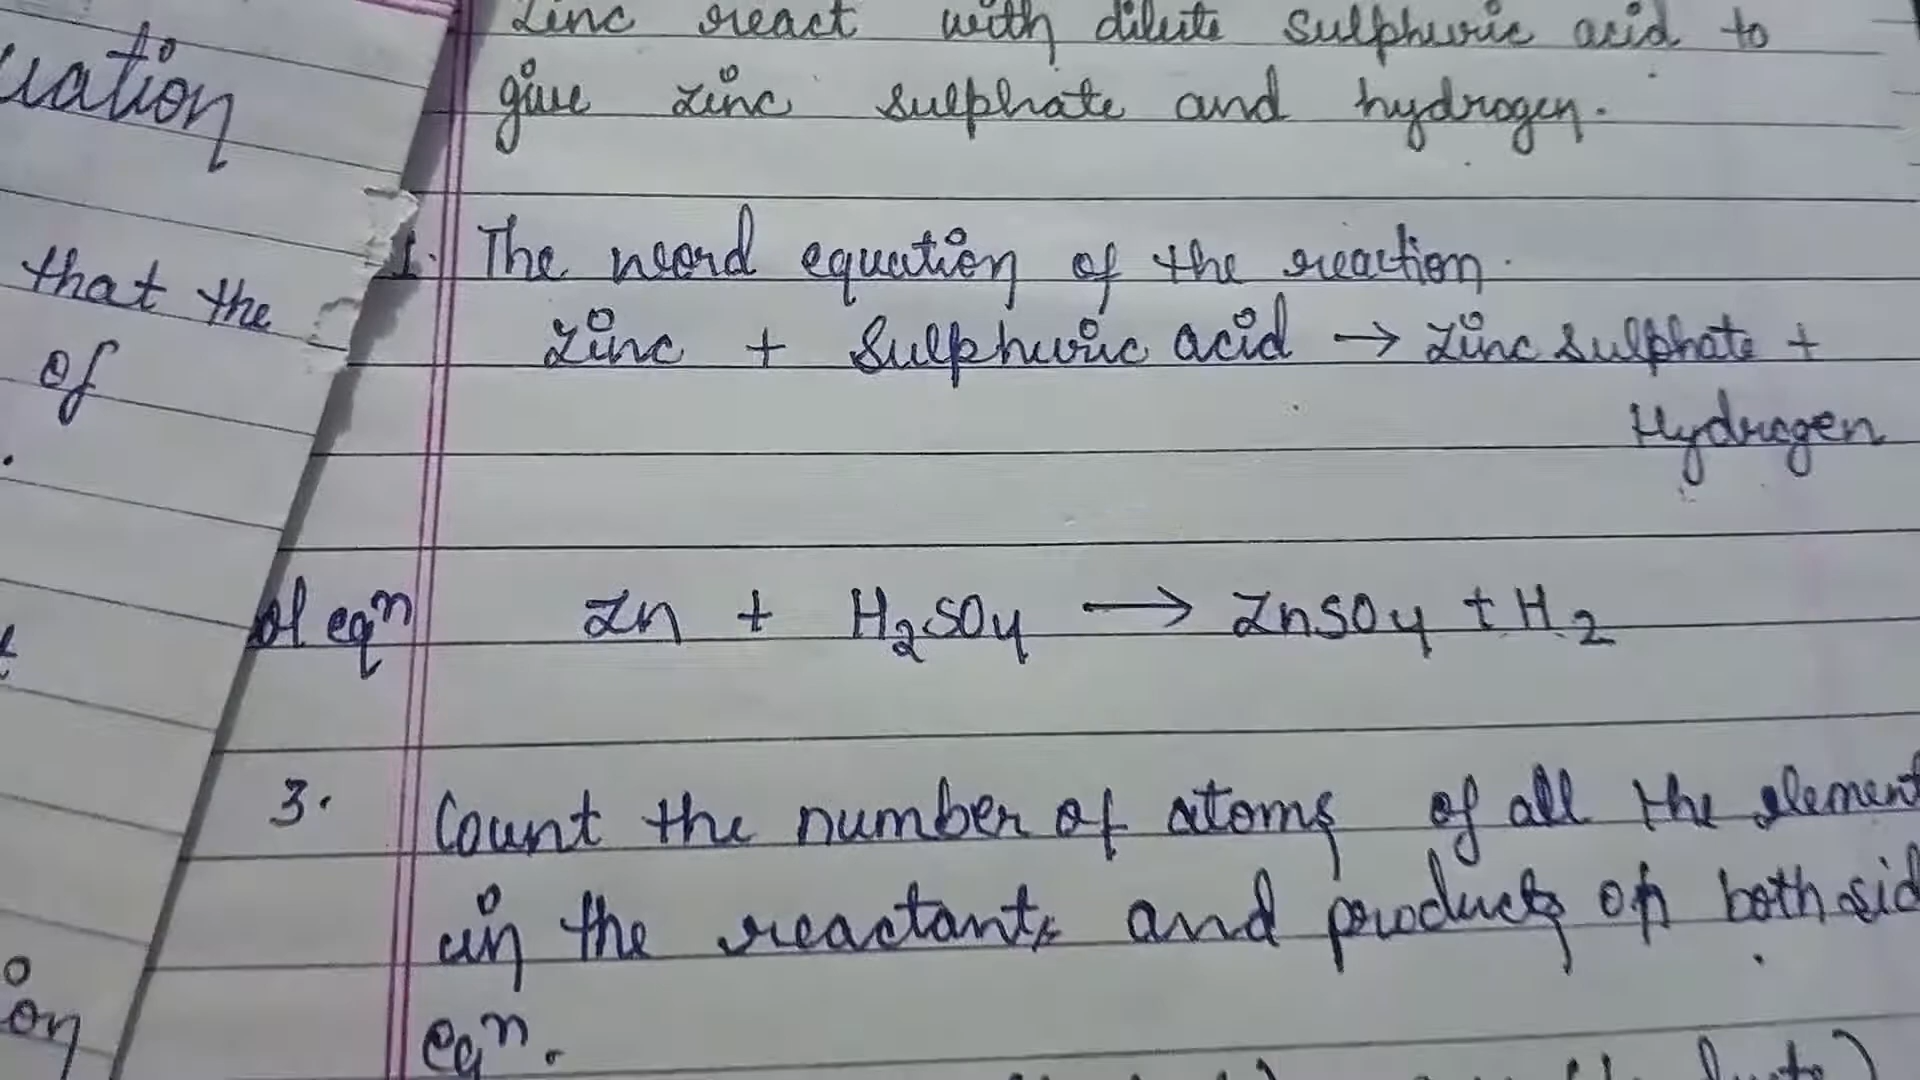 uation
that the
of
on
Zinc react with dilute sulphuric acid to
give zinc sulphate and hydrogen.
1. The word equation of the reaction.
Zinc + Sulphuric acid → Zinc Sulphate +
Hydrogen
ol eqⁿ Zn + H₂SO₄ → ZnSO₄ + H₂
3. Count the number of atoms of all the element
in the reactants and products on both sid
eqⁿ.